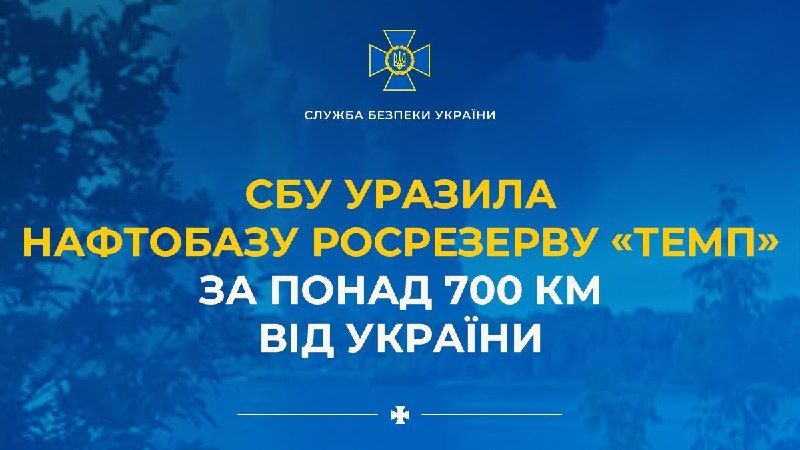 СЛУЖБА БЕЗПЕКИ УКРАЇНИ
СБУ УРАЗИЛА
НАФТОБАЗУ РОСРЕЗЕРВУ «ТЕМП»
ЗА ПОНАД 700 КМ
ВІД УКРАЇНИ